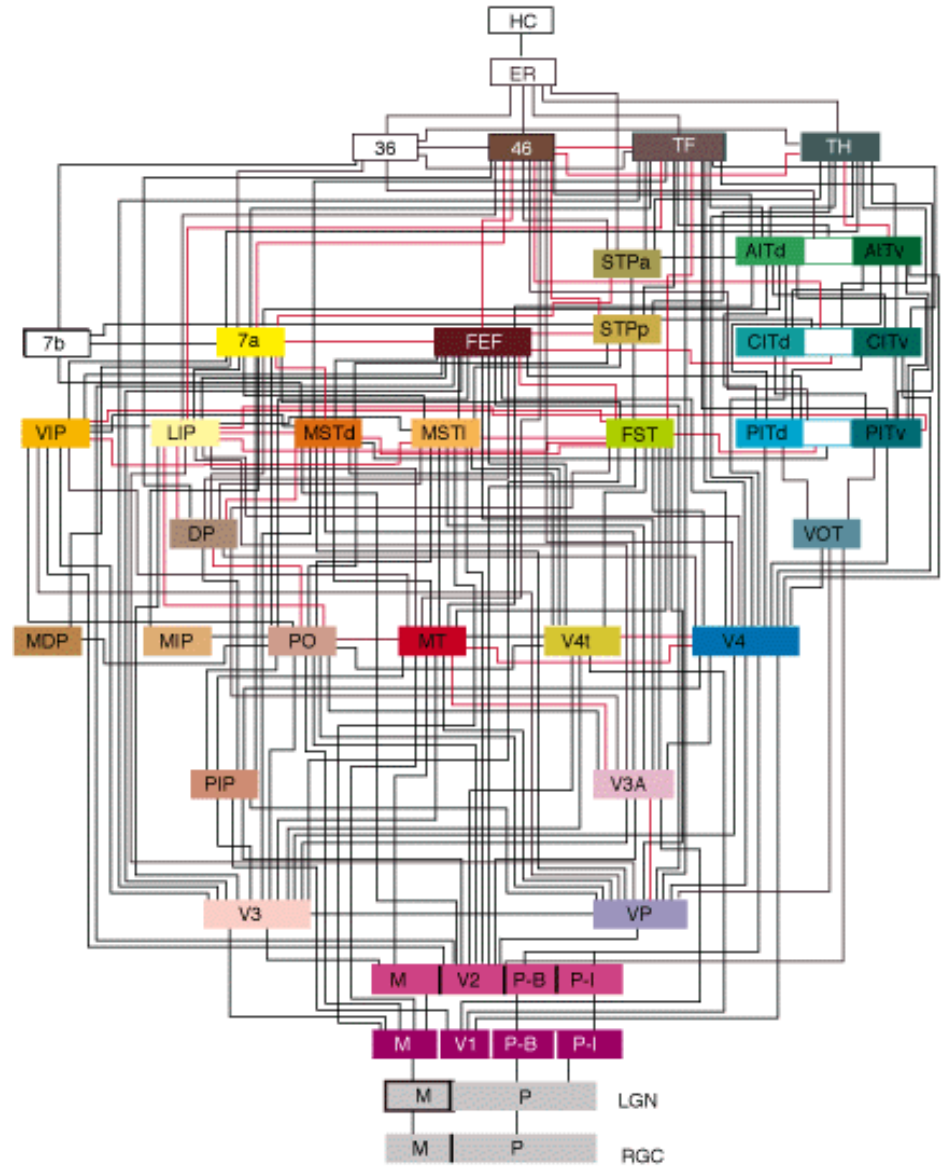 HC
ER
36 46 TF TH
STPa AITd AITv
7b 7a FEF STPp CITd CITv
VIP LIP MSTd MSTl FST PITd PITv
DP VOT
MDP MIP PO MT V4t V4
PIP V3A
V3 VP
M V2 P-B P-I
M V1 P-B P-I
M P LGN
M P RGC